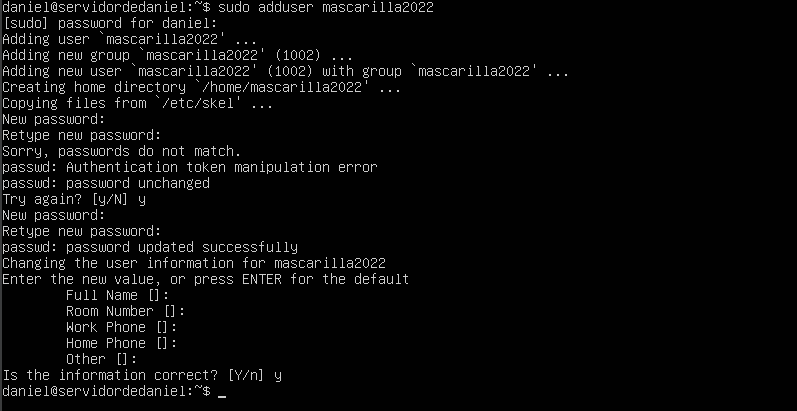 daniel@servidordedaniel:~$ sudo adduser mascarilla2022
[sudo] password for daniel:
Adding user `mascarilla2022' ...
Adding new group `mascarilla2022' (1002) ...
Adding new user `mascarilla2022' (1002) with group `mascarilla2022' ...
Creating home directory `/home/mascarilla2022' ...
Copying files from `/etc/skel' ...
New password:
Retype new password:
Sorry, passwords do not match.
passwd: Authentication token manipulation error
passwd: password unchanged
Try again? [y/N] y
New password:
Retype new password:
passwd: password updated successfully
Changing the user information for mascarilla2022
Enter the new value, or press ENTER for the default
        Full Name []:
        Room Number []:
        Work Phone []:
        Home Phone []:
        Other []:
Is the information correct? [Y/n] y
daniel@servidordedaniel:~$ _